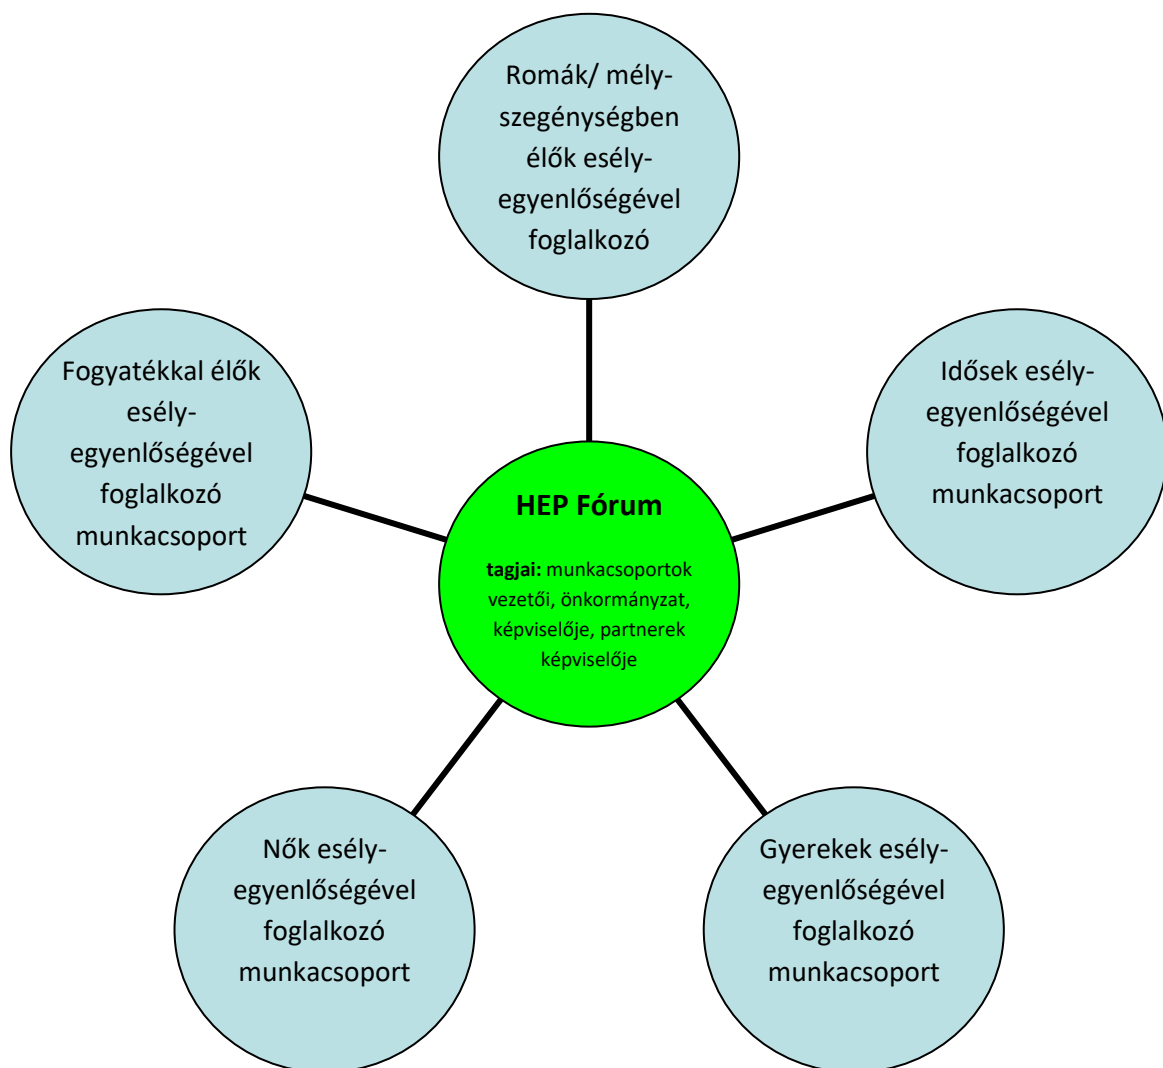 Romák/ mély-
szegénységben
élők esély-
egyenlőségével
foglalkozó
Fogyatékkal élők
esély-
egyenlőségével
foglalkozó
munkacsoport
Idősek esély-
egyenlőségével
foglalkozó
munkacsoport
HEP Fórum
tagjai: munkacsoportok
vezetői, önkormányzat,
képviselője, partnerek
képviselője
Nők esély-
egyenlőségével
foglalkozó
munkacsoport
Gyerekek esély-
egyenlőségével
foglalkozó
munkacsoport